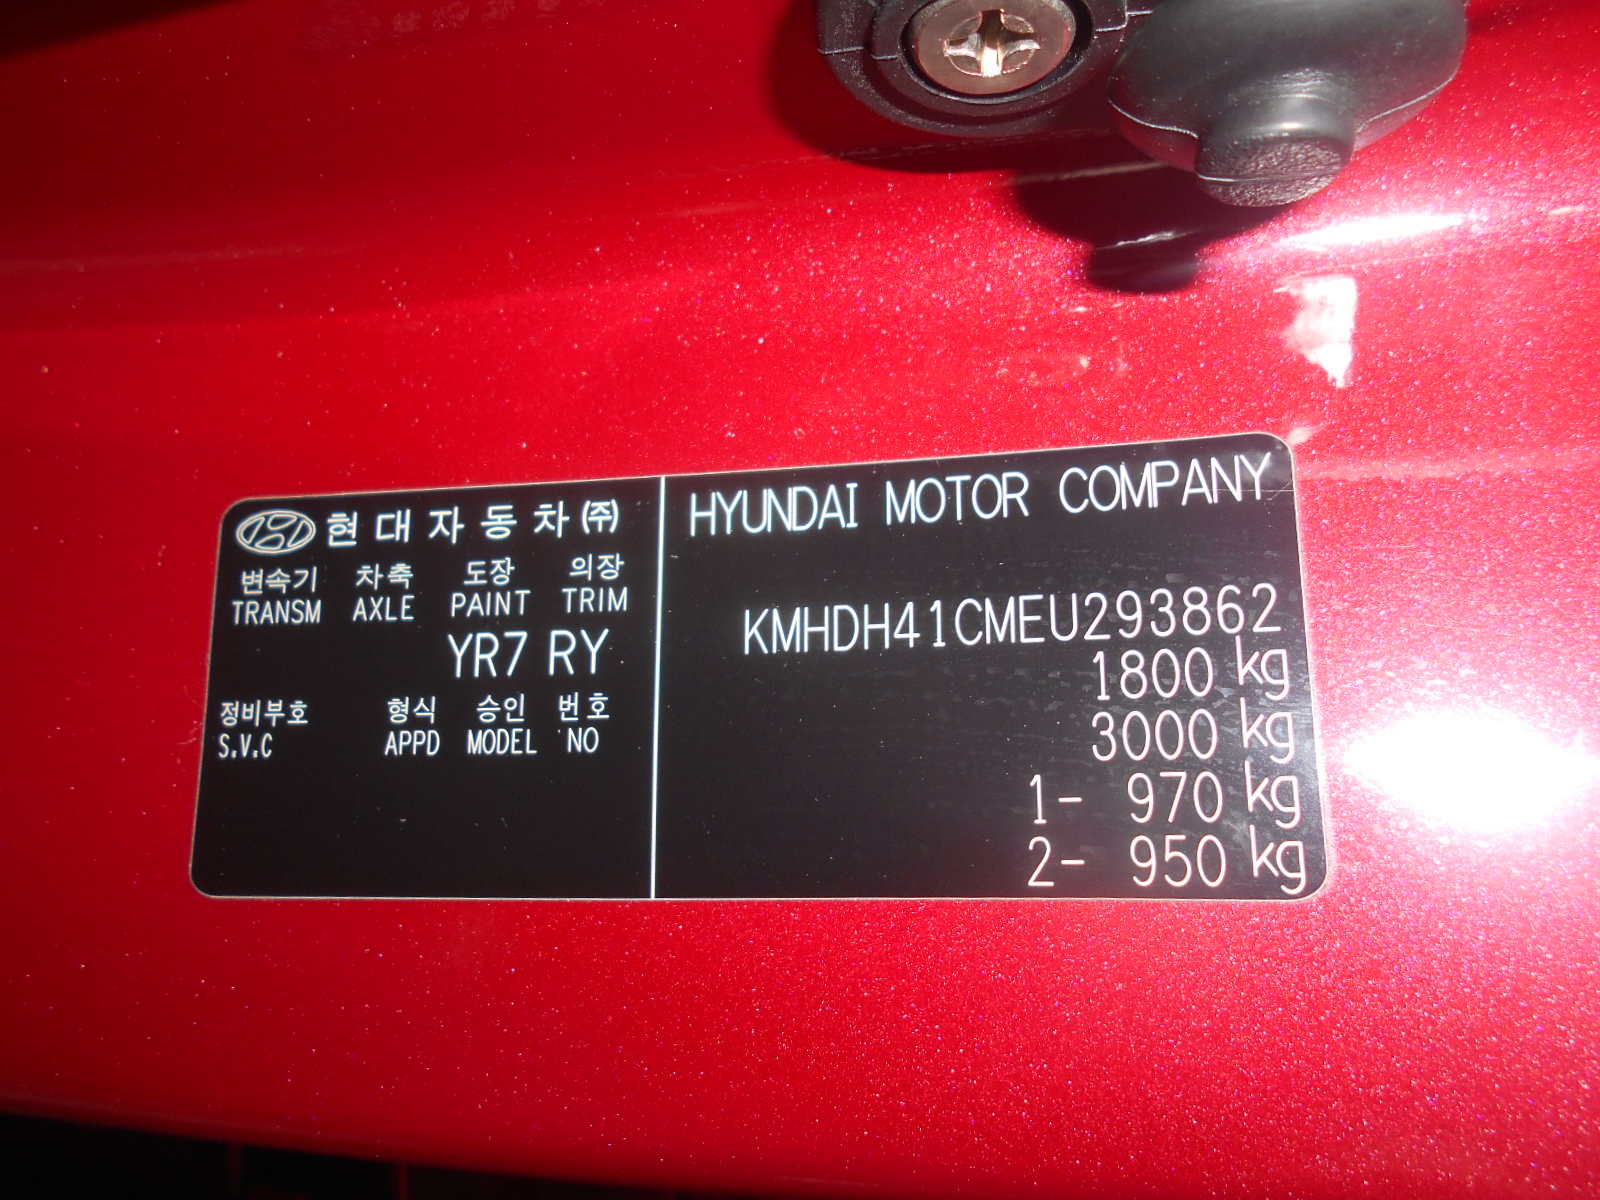 현대자동차(주)
변속기 차축 도장 의장
TRANSM AXLE PAINT TRIM
YR7 RY
정비부호 형식 승인 번호
S.V.C APPD MODEL NO
HYUNDAI MOTOR COMPANY
KMHDH41CMEU293862
1800 kg
3000 kg
1- 970 kg
2- 950 kg